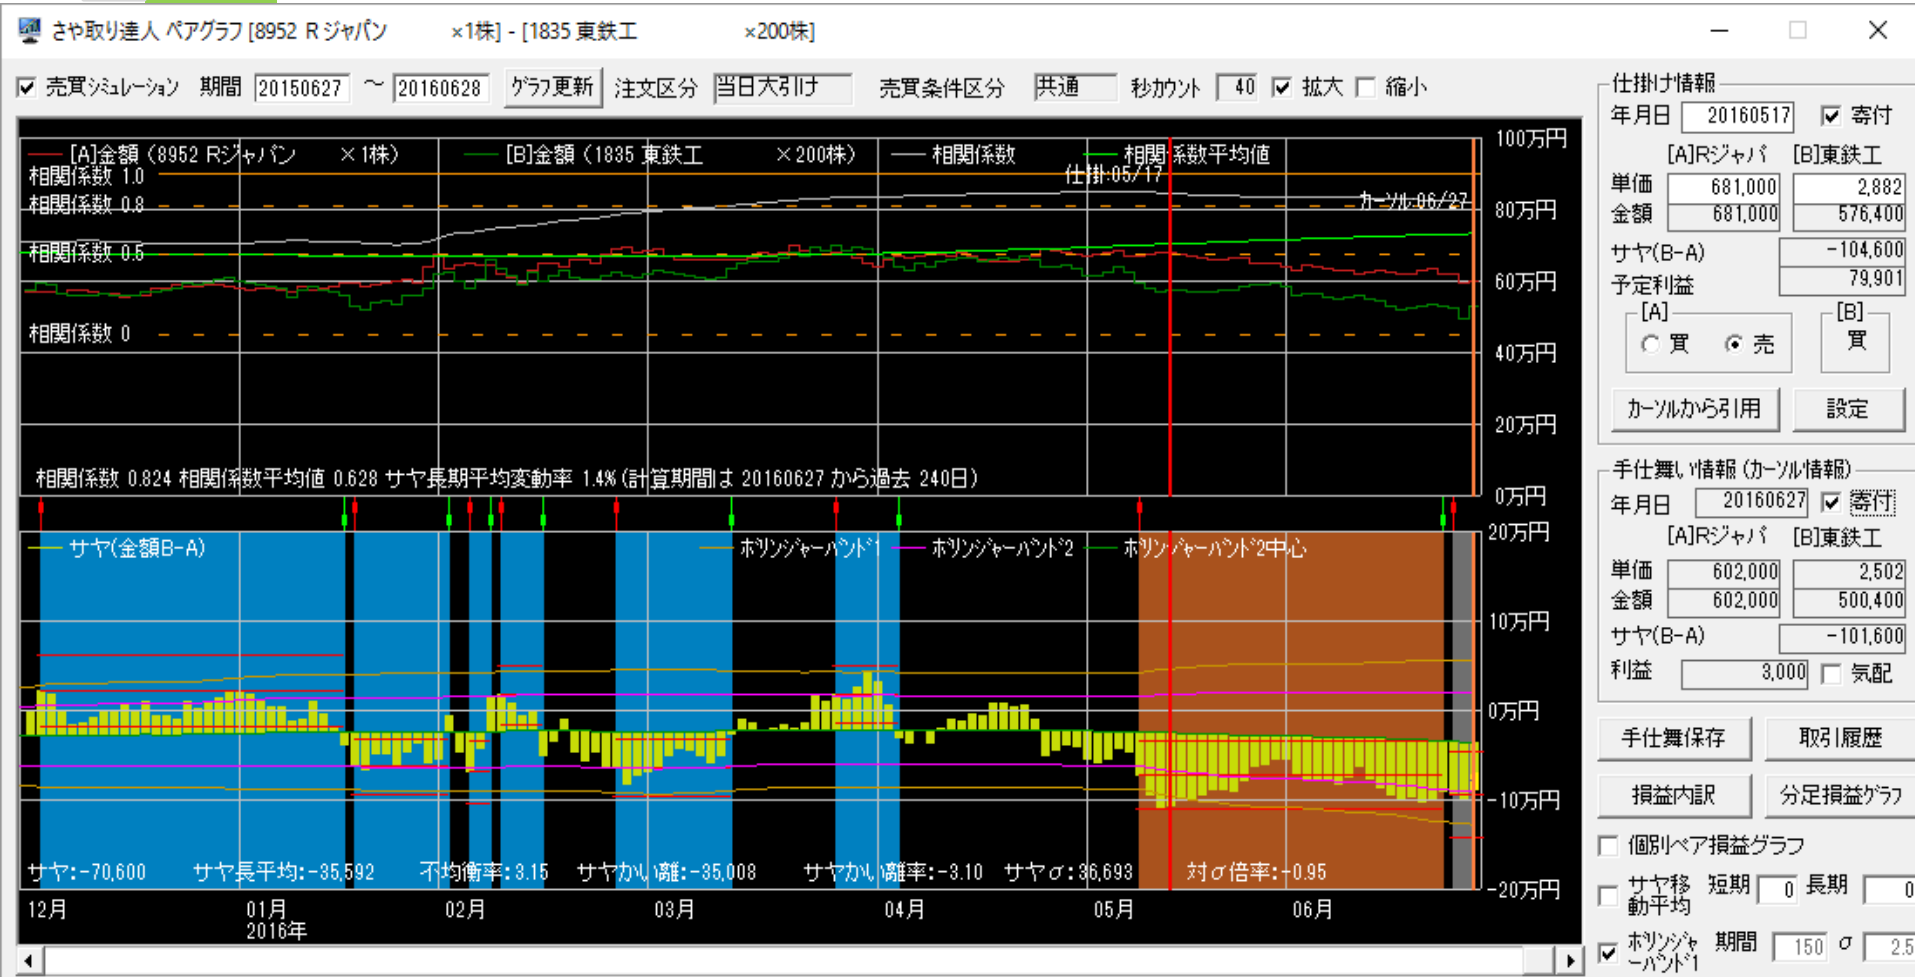 さや取り達人 ペアグラフ [8952 Rジャパン ×1株] - [1835 東鉄工 ×200株]
売買シミュレーション 期間 20150627 ～ 20160628 グラフ更新 注文区分 当日大引け 売買条件区分 共通 秒カウント 40 拡大 縮小
[A]金額 (8952 Rジャパン ×1株) [B]金額 (1835 東鉄工 ×200株) 相関係数 相関係数平均値
相関係数 1.0
仕掛:05/17
相関係数 0.8
カーソル:06/27
相関係数 0.5
相関係数 0
100万円
80万円
60万円
40万円
20万円
0万円
相関係数 0.824 相関係数平均値 0.628 サヤ長期平均変動率 1.4% (計算期間は 20160627 から過去 240日)
サヤ(金額B-A) ボリンジャーバンド1 ボリンジャーバンド2 ボリンジャーバンド2中心
20万円
10万円
0万円
-10万円
-20万円
サヤ:-70,600 サヤ長平均:-35,592 不均衡率:3.15 サヤかい離:-35,008 サヤかい離率:-3.10 サヤσ:36,693 対σ倍率:-0.95
12月 01月 02月 03月 04月 05月 06月
2016年
仕掛け情報
年月日 20160517 寄付
[A]Rジャパ [B]東鉄工
単価 681,000 2,882
金額 681,000 576,400
サヤ(B-A) -104,600
予定利益 79,901
[A] [B]
買 売 買
カーソルから引用 設定
手仕舞い情報 (カーソル情報)
年月日 20160627 寄付
[A]Rジャパ [B]東鉄工
単価 602,000 2,502
金額 602,000 500,400
サヤ(B-A) -101,600
利益 3,000 気配
手仕舞保存 取引履歴
損益内訳 分足損益グラフ
個別ペア損益グラフ
サヤ移動平均 短期 0 長期 0
ボリンジャーバンド1 期間 150 σ 2.5